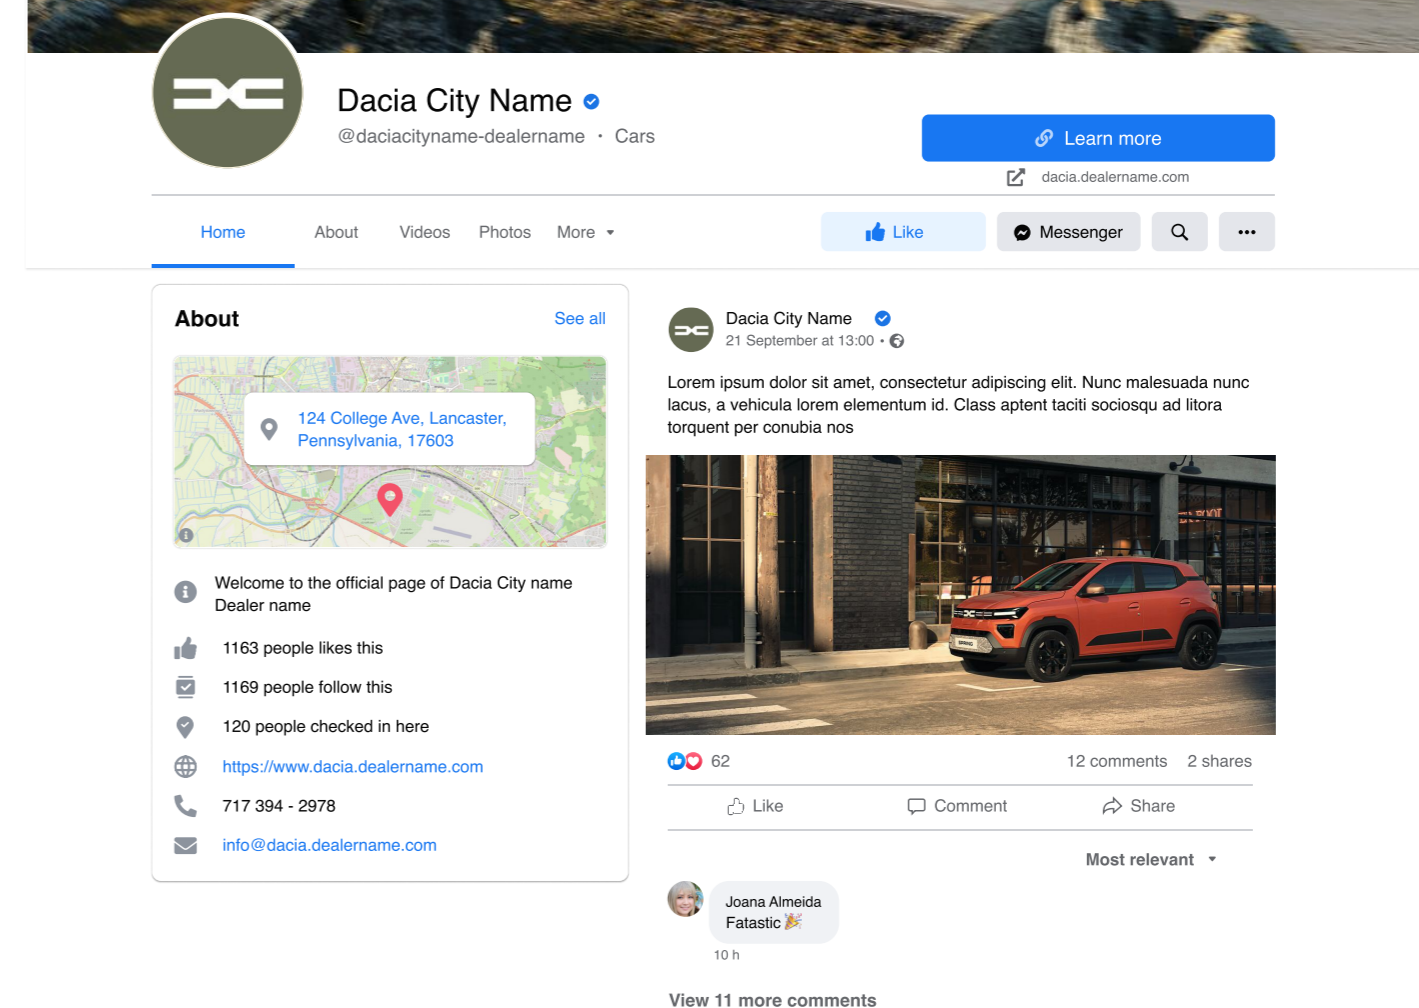 Dacia City Name
@daciacityname-dealername · Cars
Learn more
dacia.dealername.com
Home
About
Videos
Photos
More
Like
Messenger
About
See all
124 College Ave, Lancaster,
Pennsylvania, 17603
Welcome to the official page of Dacia City name
Dealer name
1163 people likes this
1169 people follow this
120 people checked in here
https://www.dacia.dealername.com
717 394 - 2978
info@dacia.dealername.com
Dacia City Name
21 September at 13:00 ·
Lorem ipsum dolor sit amet, consectetur adipiscing elit. Nunc malesuada nunc
lacus, a vehicula lorem elementum id. Class aptent taciti sociosqu ad litora
torquent per conubia nos
SPRING
62
12 comments
2 shares
Like
Comment
Share
Most relevant
Joana Almeida
Fatastic 🎉
10 h
View 11 more comments